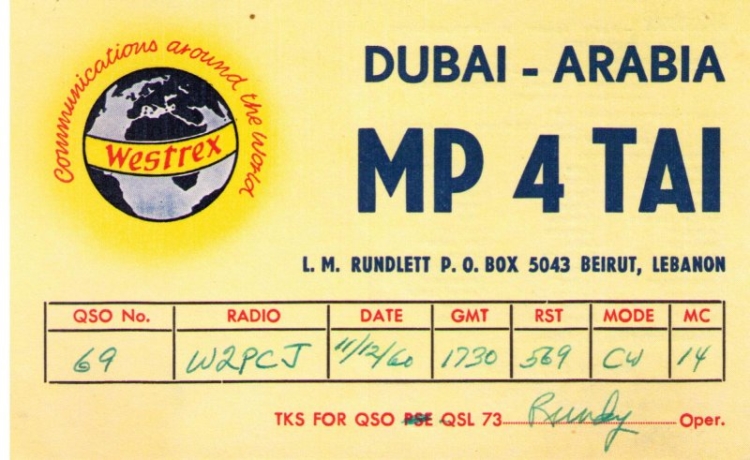 Communications around the World
Westrex
DUBAI - ARABIA
MP 4 TAI
L. M. RUNDLETT P. O. BOX 5043 BEIRUT, LEBANON
QSO No. RADIO DATE GMT RST MODE MC
69 W2PCJ 11/12/60 1730 569 CW 14
TKS FOR QSO PSE QSL 73 Rundy Oper.